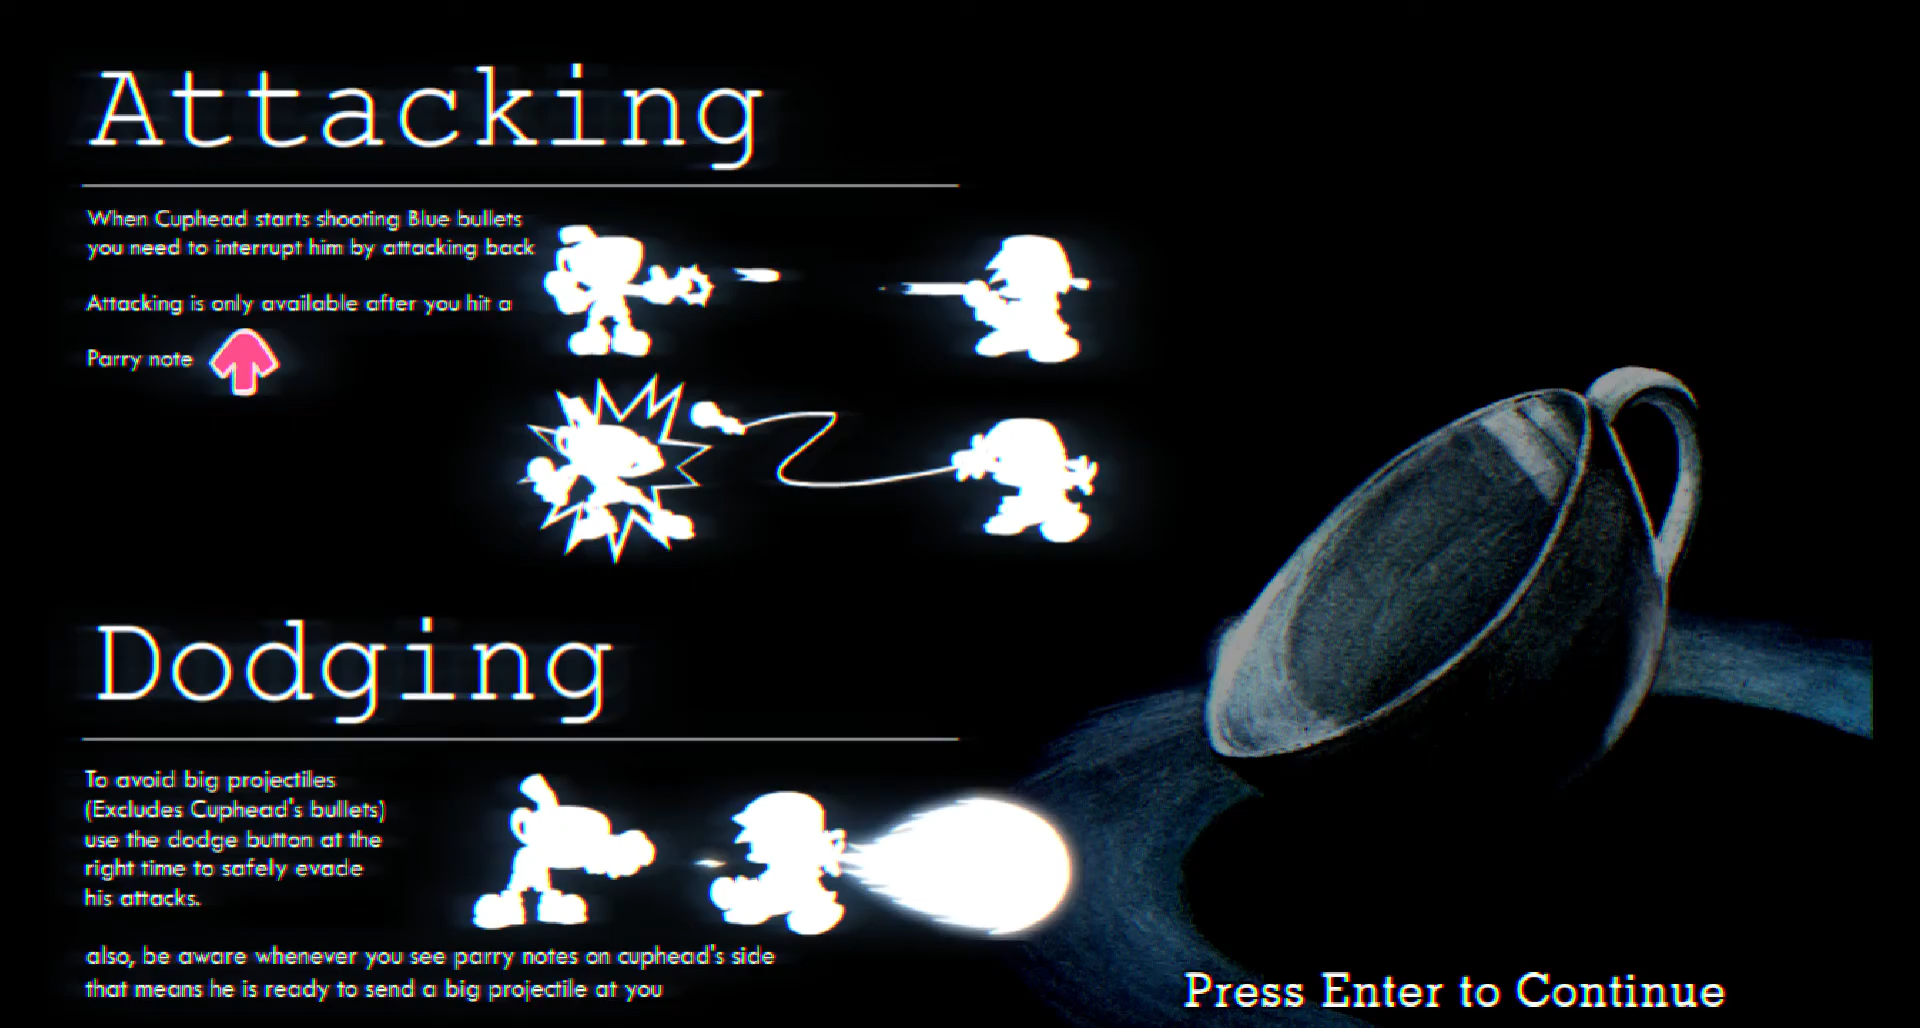 Attacking
When Cuphead starts shooting Blue bullets
you need to interrupt him by attacking back
Attacking is only available after you hit a
Parry note
Dodging
To avoid big projectiles
(Excludes Cuphead's bullets)
use the dodge button at the
right time to safely evade
his attacks.
also, be aware whenever you see parry notes on cuphead's side
that means he is ready to send a big projectile at you
Press Enter to Continue